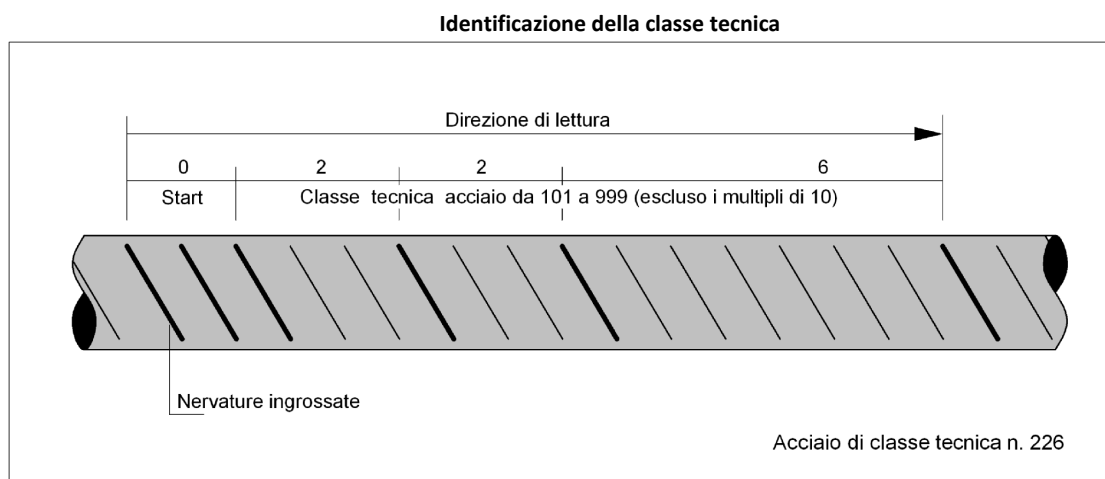 Identificazione della classe tecnica
Direzione di lettura
0 2 2 6
Start Classe tecnica acciaio da 101 a 999 (escluso i multipli di 10)
Nervature ingrossate
Acciaio di classe tecnica n. 226